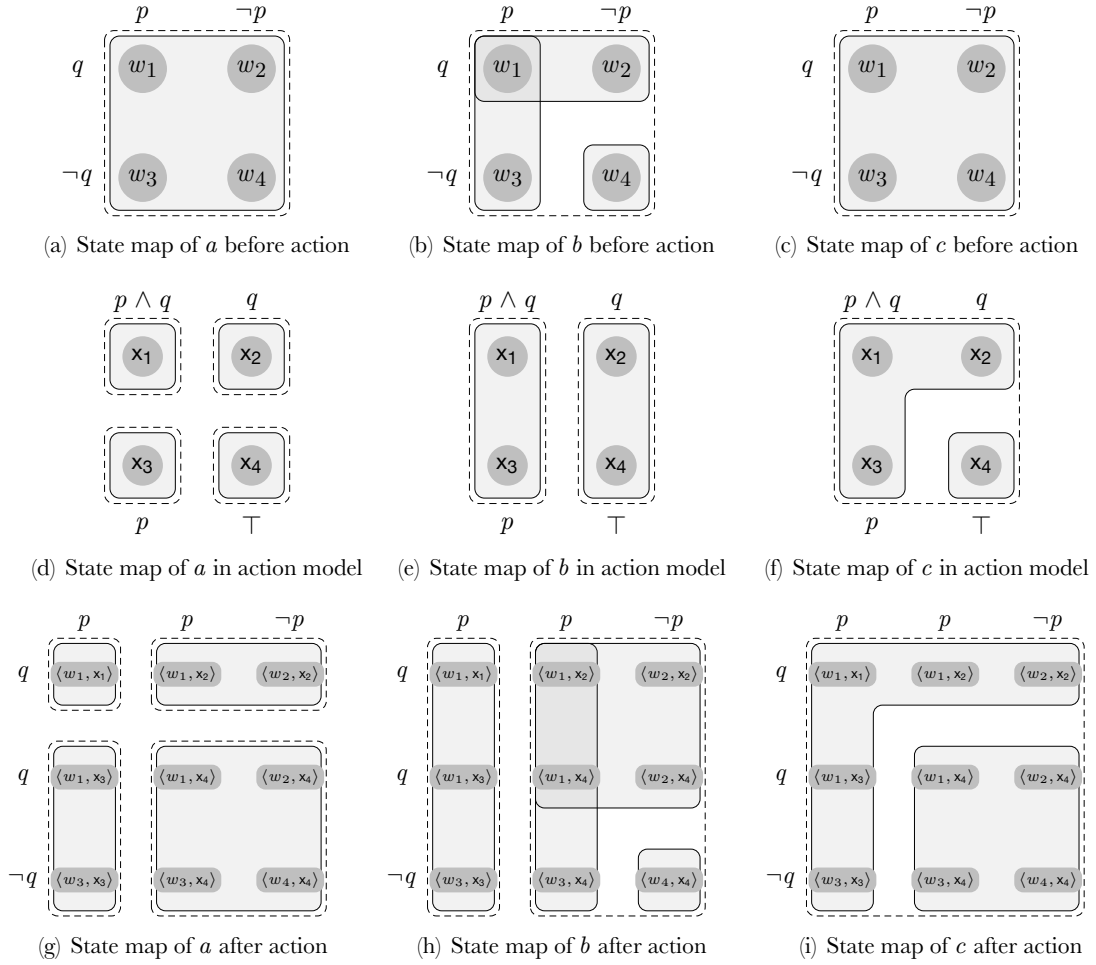 p ¬p p ¬p p ¬p
q w1 w2 q w1 w2 q w1 w2
¬q w3 w4 ¬q w3 w4 ¬q w3 w4
(a) State map of a before action (b) State map of b before action (c) State map of c before action
p ∧ q q p ∧ q q p ∧ q q
x1 x2 x1 x2 x1 x2
x3 x4 x3 x4 x3 x4
p ⊤ p ⊤ p ⊤
(d) State map of a in action model (e) State map of b in action model (f) State map of c in action model
p p ¬p p p ¬p p p ¬p
q ⟨w1, x1⟩ ⟨w1, x2⟩ ⟨w2, x2⟩ q ⟨w1, x1⟩ ⟨w1, x2⟩ ⟨w2, x2⟩ q ⟨w1, x1⟩ ⟨w1, x2⟩ ⟨w2, x2⟩
q ⟨w1, x3⟩ ⟨w1, x4⟩ ⟨w2, x4⟩ q ⟨w1, x3⟩ ⟨w1, x4⟩ ⟨w2, x4⟩ q ⟨w1, x3⟩ ⟨w1, x4⟩ ⟨w2, x4⟩
¬q ⟨w3, x3⟩ ⟨w3, x4⟩ ⟨w4, x4⟩ ¬q ⟨w3, x3⟩ ⟨w3, x4⟩ ⟨w4, x4⟩ ¬q ⟨w3, x3⟩ ⟨w3, x4⟩ ⟨w4, x4⟩
(g) State map of a after action (h) State map of b after action (i) State map of c after action